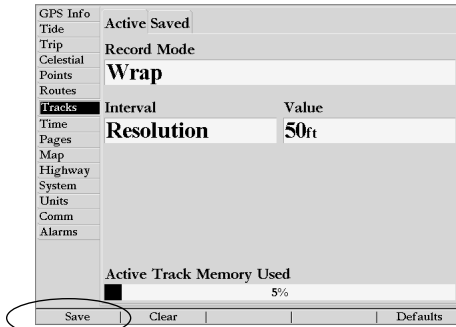 GPS Info
Tide
Trip
Celestial
Points
Routes
Tracks
Time
Pages
Map
Highway
System
Units
Comm
Alarms
Active Saved
Record Mode
Wrap
Interval Value
Resolution 50ft
Active Track Memory Used
5%
Save Clear Defaults